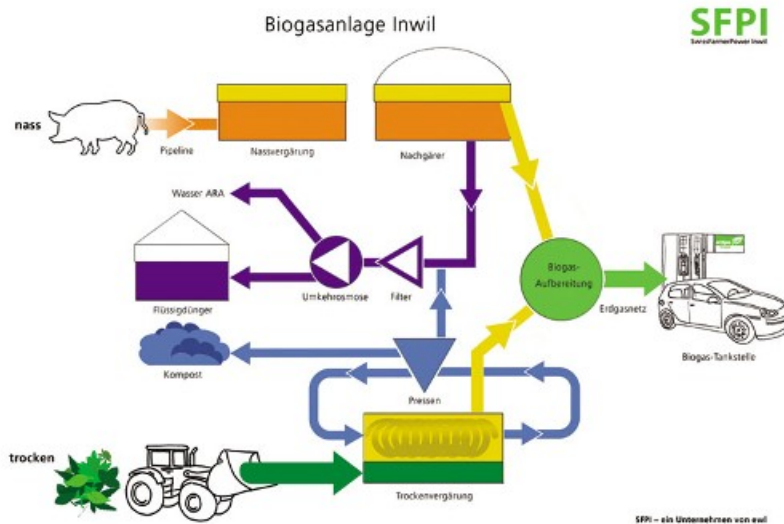 Biogasanlage Inwil
SFPI
SwissFarmerPower Inwil
nass
Pipeline
Nassvergärung
Nachgärer
Wasser ARA
Flüssigdünger
Umkehrosmose
Filter
Biogas-
Aufbereitung
Erdgasnetz
Biogas-Tankstelle
Kompost
Pressen
trocken
Trockenvergärung
SFPI – ein Unternehmen von ewl